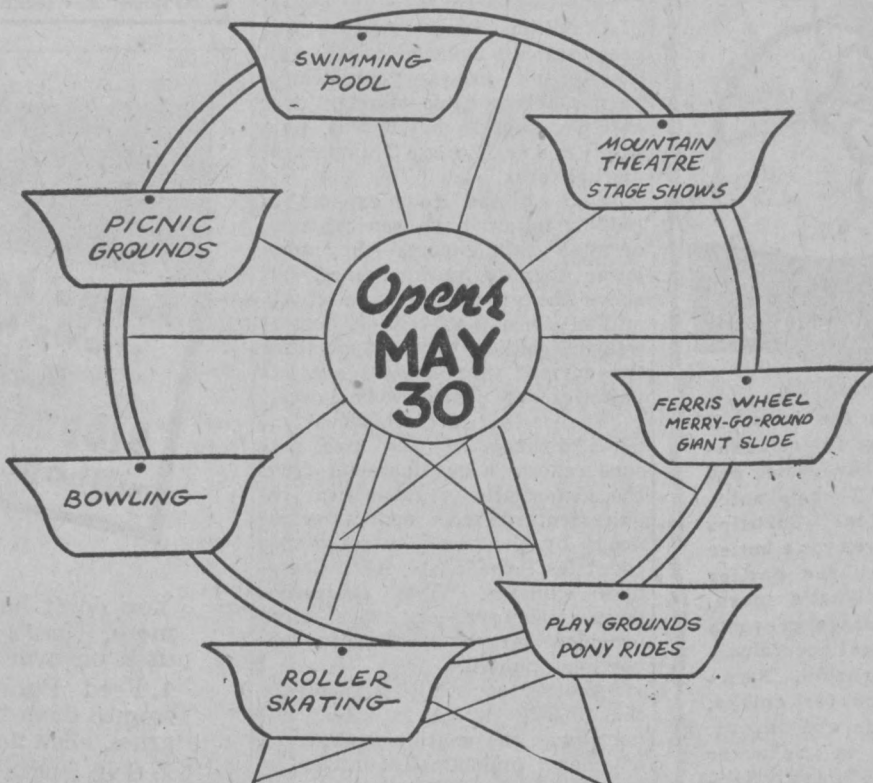 SWIMMING
POOL
MOUNTAIN
THEATRE
STAGE SHOWS
PICNIC
GROUNDS
Opens
MAY
30
FERRIS WHEEL
MERRY-GO-ROUND
GIANT SLIDE
BOWLING
PLAY GROUNDS
PONY RIDES
ROLLER
SKATING